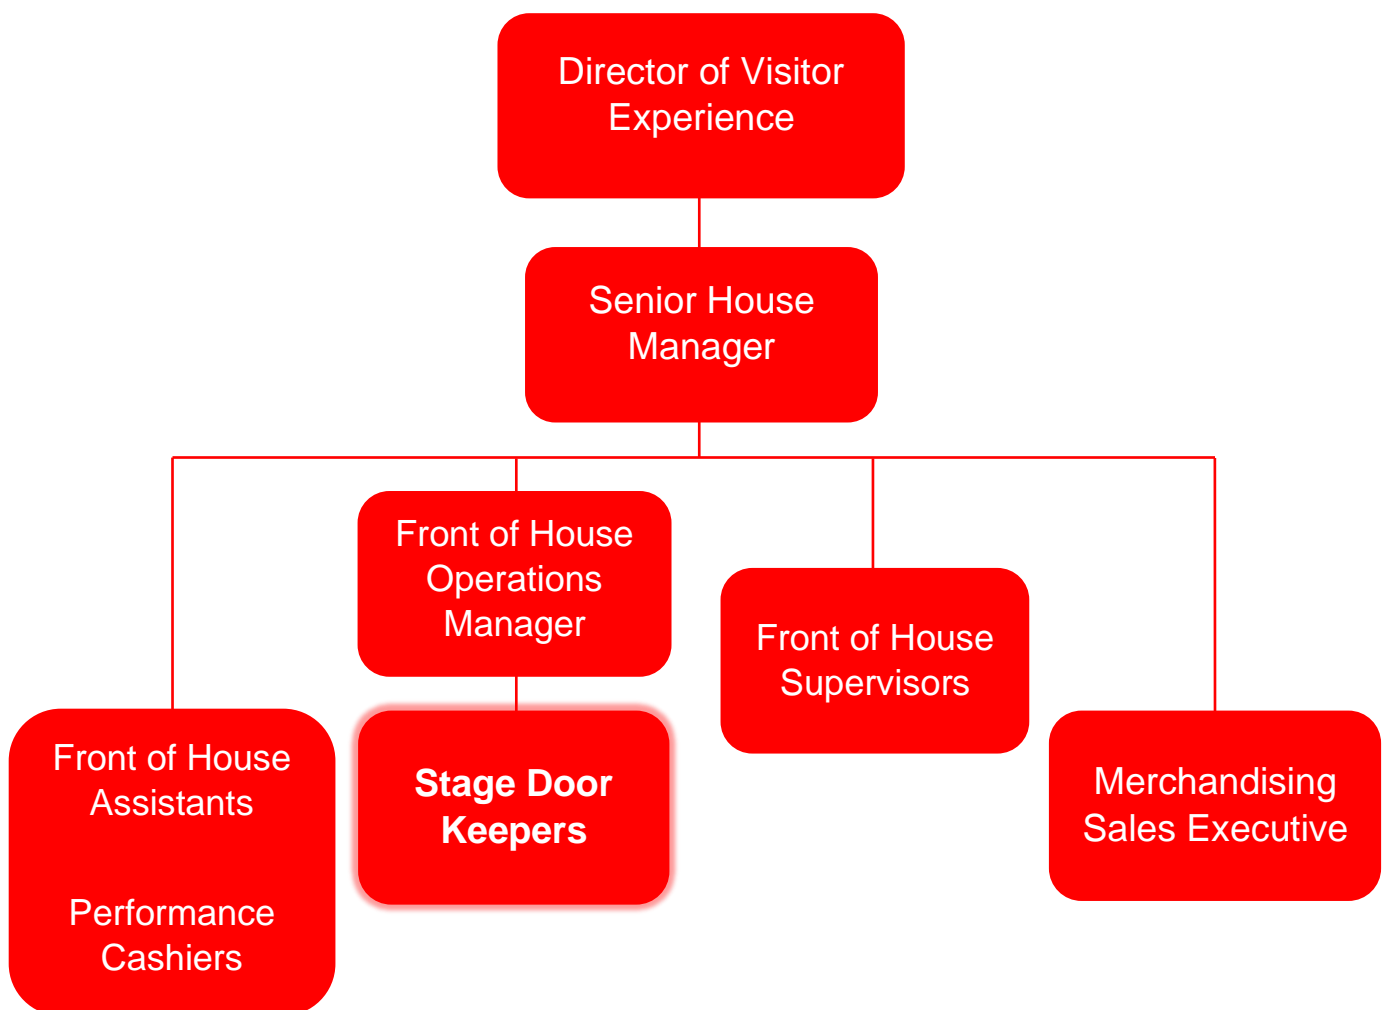 Director of Visitor
Experience
Senior House
Manager
Front of House
Operations
Manager
Front of House
Supervisors
Front of House
Assistants
Performance
Cashiers
Stage Door
Keepers
Merchandising
Sales Executive